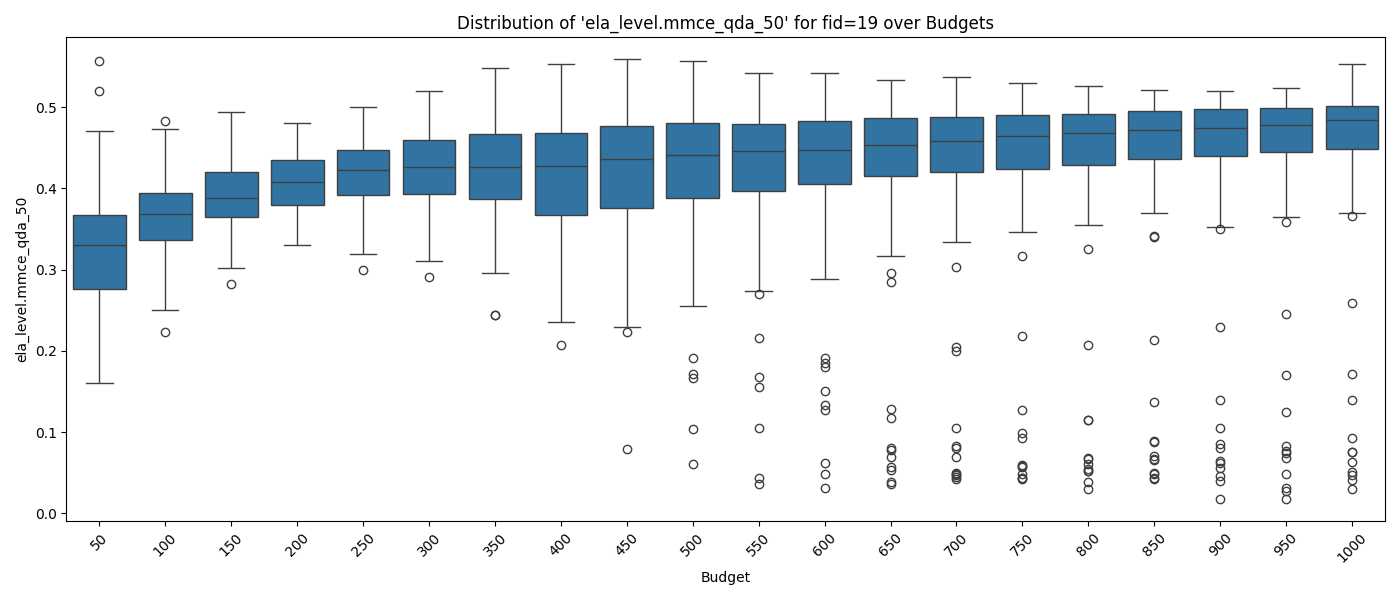 Distribution of 'ela_level.mmce_qda_50' for fid=19 over Budgets
ela_level.mmce_qda_50
0.5
0.4
0.3
0.2
0.1
0.0
50 100 150 200 250 300 350 400 450 500 550 600 650 700 750 800 850 900 950 1000
Budget